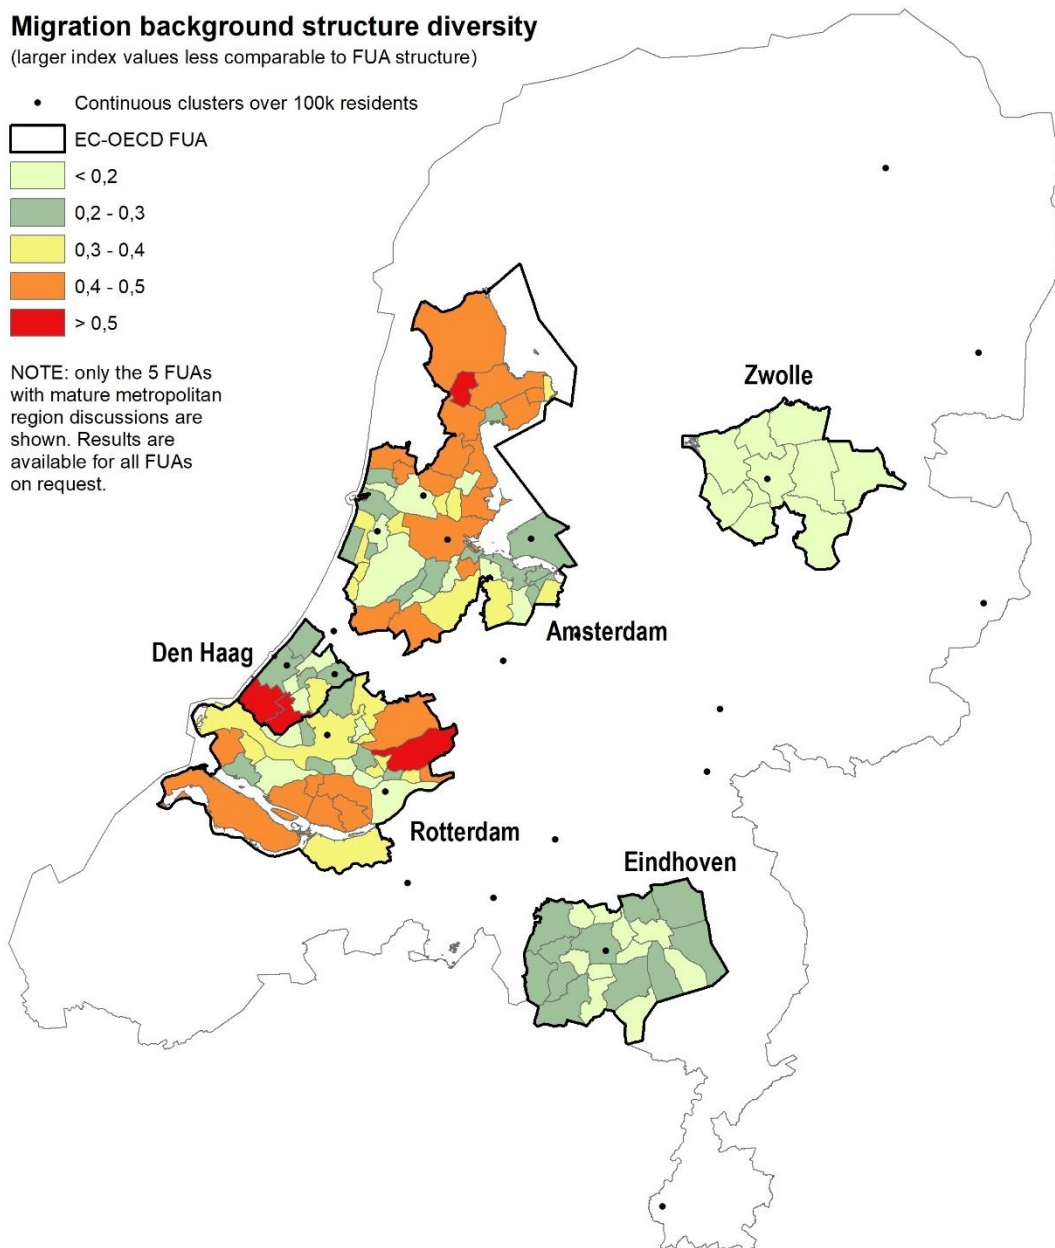 Migration background structure diversity
(larger index values less comparable to FUA structure)
Continuous clusters over 100k residents
EC-OECD FUA
< 0,2
0,2 - 0,3
0,3 - 0,4
0,4 - 0,5
> 0,5
NOTE: only the 5 FUAs
with mature metropolitan
region discussions are
shown. Results are
available for all FUAs
on request.
Zwolle
Amsterdam
Den Haag
Rotterdam
Eindhoven